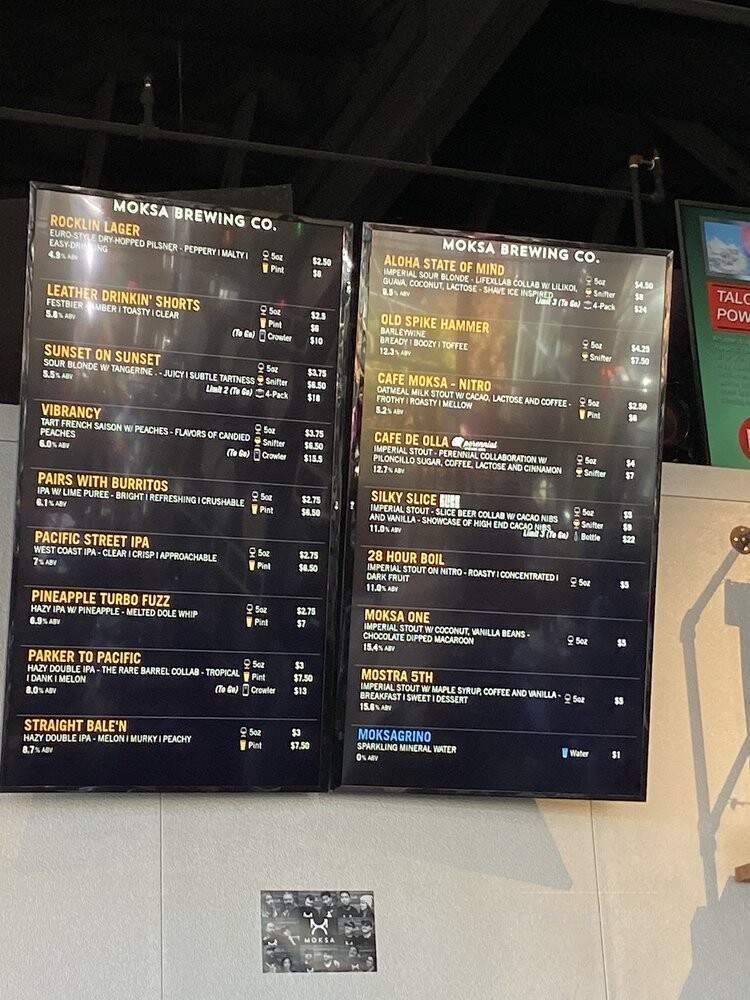 MOKSA BREWING CO.
ROCKLIN LAGER
EURO-STYLE DRY-HOPPED PILSNER - PEPPERY | MALTY |
EASY-DRINKING
4.9% ABV
5oz $2.50
Pint $6
LEATHER DRINKIN' SHORTS
FESTBIER - AMBER | TOASTY | CLEAR
5.8% ABV
5oz $2.5
Pint $6
(To Go) Crowler $10
SUNSET ON SUNSET
SOUR BLONDE W/ TANGERINE . - JUICY | SUBTLE TARTNESS
5.5% ABV
5oz $3.75
Snifter $6.50
Limit 2 (To Go) 4-Pack $18
VIBRANCY
TART FRENCH SAISON W/ PEACHES - FLAVORS OF CANDIED
PEACHES
6.0% ABV
5oz $3.75
Snifter $6.50
(To Go) Crowler $15.5
PAIRS WITH BURRITOS
IPA W/ LIME PUREE - BRIGHT | REFRESHING | CRUSHABLE
6.1% ABV
5oz $2.75
Pint $6.50
PACIFIC STREET IPA
WEST COAST IPA - CLEAR | CRISP | APPROACHABLE
7% ABV
5oz $2.75
Pint $6.50
PINEAPPLE TURBO FUZZ
HAZY IPA W/ PINEAPPLE - MELTED DOLE WHIP
6.9% ABV
5oz $2.75
Pint $7
PARKER TO PACIFIC
HAZY DOUBLE IPA - THE RARE BARREL COLLAB - TROPICAL
| DANK | MELON
8.0% ABV
5oz $3
Pint $7.50
(To Go) Crowler $13
STRAIGHT BALE'N
HAZY DOUBLE IPA - MELON | MURKY | PEACHY
8.7% ABV
5oz $3
Pint $7.50
MOKSA BREWING CO.
ALOHA STATE OF MIND
IMPERIAL SOUR BLONDE - LIFEXLLAB COLLAB W/ LILIKOI,
GUAVA, COCONUT, LACTOSE - SHAVE ICE INSPIRED
8.5% ABV
5oz $4.50
Snifter $8
Limit 3 (To Go) 4-Pack $24
OLD SPIKE HAMMER
BARLEYWINE
BREADY | BOOZY | TOFFEE
12.3% ABV
5oz $4.25
Snifter $7.50
CAFE MOKSA - NITRO
OATMEAL MILK STOUT W/ CACAO, LACTOSE AND COFFEE -
FROTHY | ROASTY | MELLOW
5.2% ABV
5oz $2.50
Pint $6
CAFE DE OLLA perennial
IMPERIAL STOUT - PERENNIAL COLLABORATION W/
PILONCILLO SUGAR, COFFEE, LACTOSE AND CINNAMON
12.7% ABV
5oz $4
Snifter $7
SILKY SLICE
IMPERIAL STOUT - SLICE BEER COLLAB W/ CACAO NIBS
AND VANILLA - SHOWCASE OF HIGH END CACAO NIBS
11.0% ABV
5oz $5
Snifter $9
Limit 3 (To Go) Bottle $22
28 HOUR BOIL
IMPERIAL STOUT ON NITRO - ROASTY | CONCENTRATED |
DARK FRUIT
11.0% ABV
5oz $5
MOKSA ONE
IMPERIAL STOUT W/ COCONUT, VANILLA BEANS -
CHOCOLATE DIPPED MACAROON
15.4% ABV
5oz $5
MOSTRA 5TH
IMPERIAL STOUT W/ MAPLE SYRUP, COFFEE AND VANILLA -
BREAKFAST | SWEET | DESSERT
15.6% ABV
5oz $5
MOKSAGRINO
SPARKLING MINERAL WATER
0% ABV
Water $1
TALC
POW
MOKSA